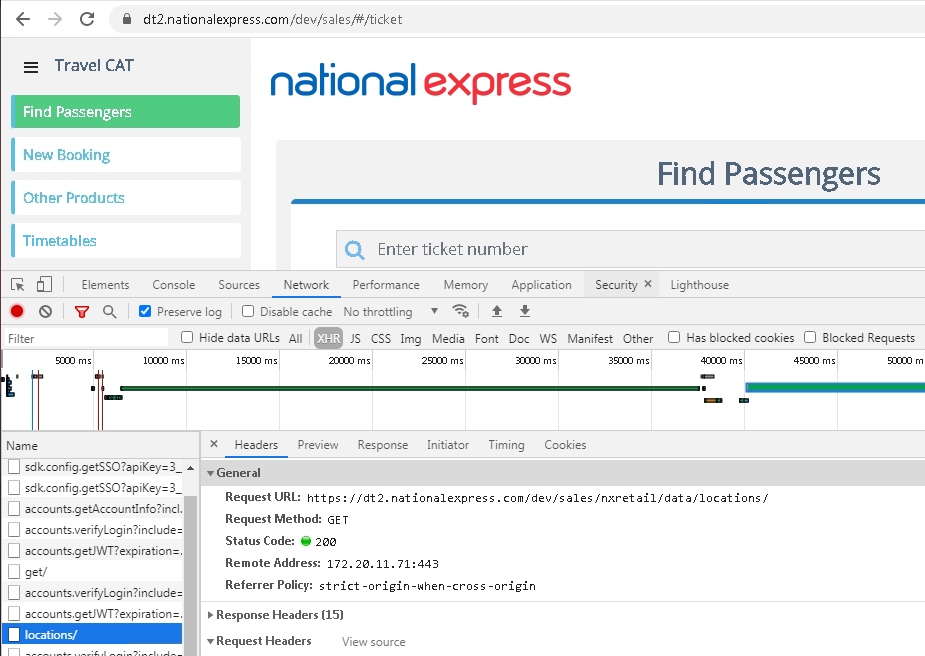 dt2.nationalexpress.com/dev/sales/#/ticket
Travel CAT
national express
Find Passengers
New Booking
Other Products
Timetables
Find Passengers
Enter ticket number
Elements Console Sources Network Performance Memory Application Security × Lighthouse
Preserve log Disable cache No throttling
Filter Hide data URLs All XHR JS CSS Img Media Font Doc WS Manifest Other Has blocked cookies Blocked Requests
5000 ms 10000 ms 15000 ms 20000 ms 25000 ms 30000 ms 35000 ms 40000 ms 45000 ms 50000 m
Name × Headers Preview Response Initiator Timing Cookies
sdk.config.getSSO?apiKey=3_
sdk.config.getSSO?apiKey=3_
accounts.getAccountInfo?incl.
accounts.verifyLogin?include=
accounts.getJWT?expiration=.
get/
accounts.verifyLogin?include=
accounts.getJWT?expiration=.
locations/
accounts.verifyLogin?include=
General
Request URL: https://dt2.nationalexpress.com/dev/sales/nxretail/data/locations/
Request Method: GET
Status Code: 200
Remote Address: 172.20.11.71:443
Referrer Policy: strict-origin-when-cross-origin
Response Headers (15)
Request Headers View source